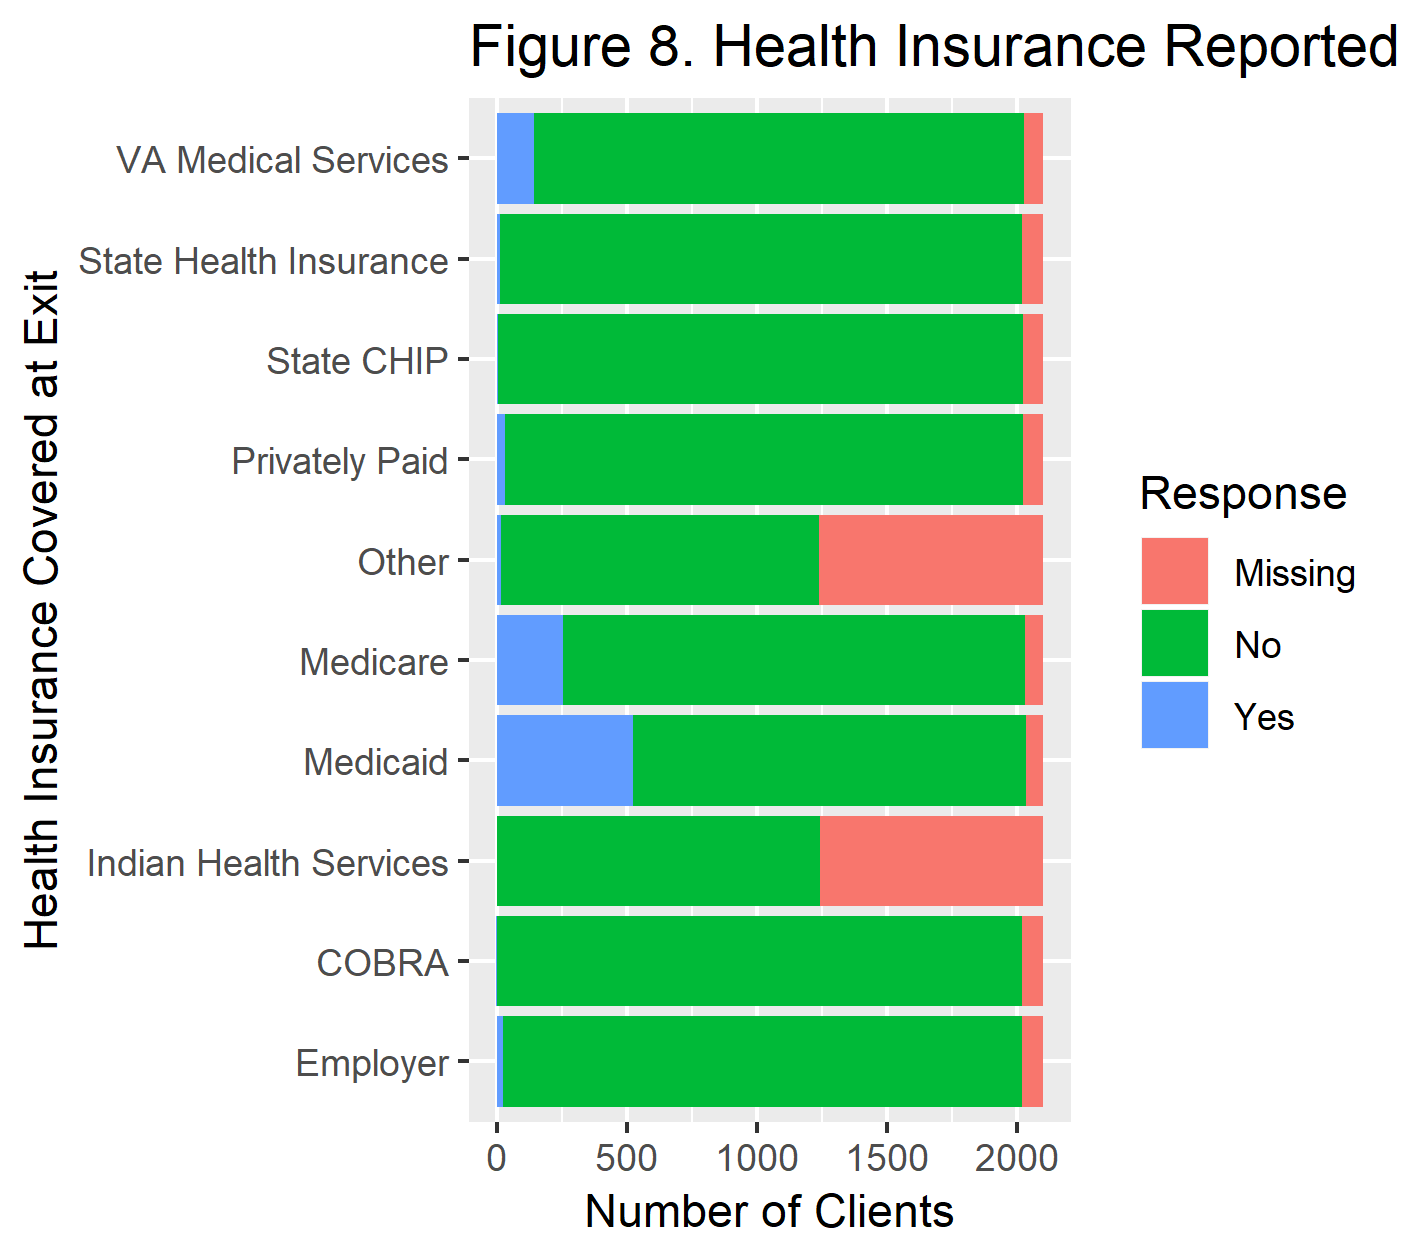 Figure 8. Health Insurance Reported
Health Insurance Covered at Exit
VA Medical Services
State Health Insurance
State CHIP
Privately Paid
Other
Medicare
Medicaid
Indian Health Services
COBRA
Employer
0 500 1000 1500 2000
Number of Clients
Response
Missing
No
Yes